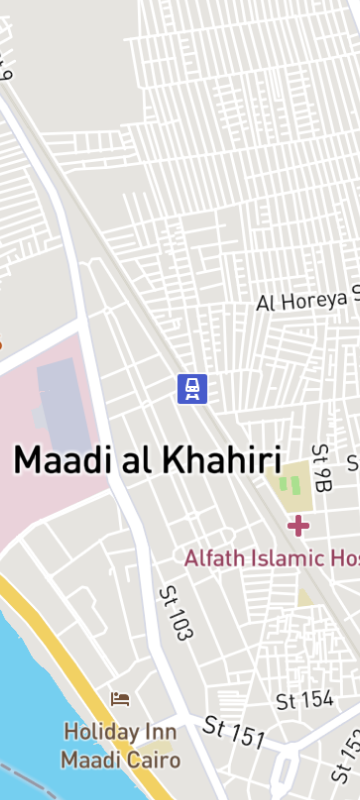 Al Horeya S
Maadi al Khahiri
St 9B
S
Alfath Islamic Hos
St 103
St 154
St 151
Holiday Inn
Maadi Cairo
St 152